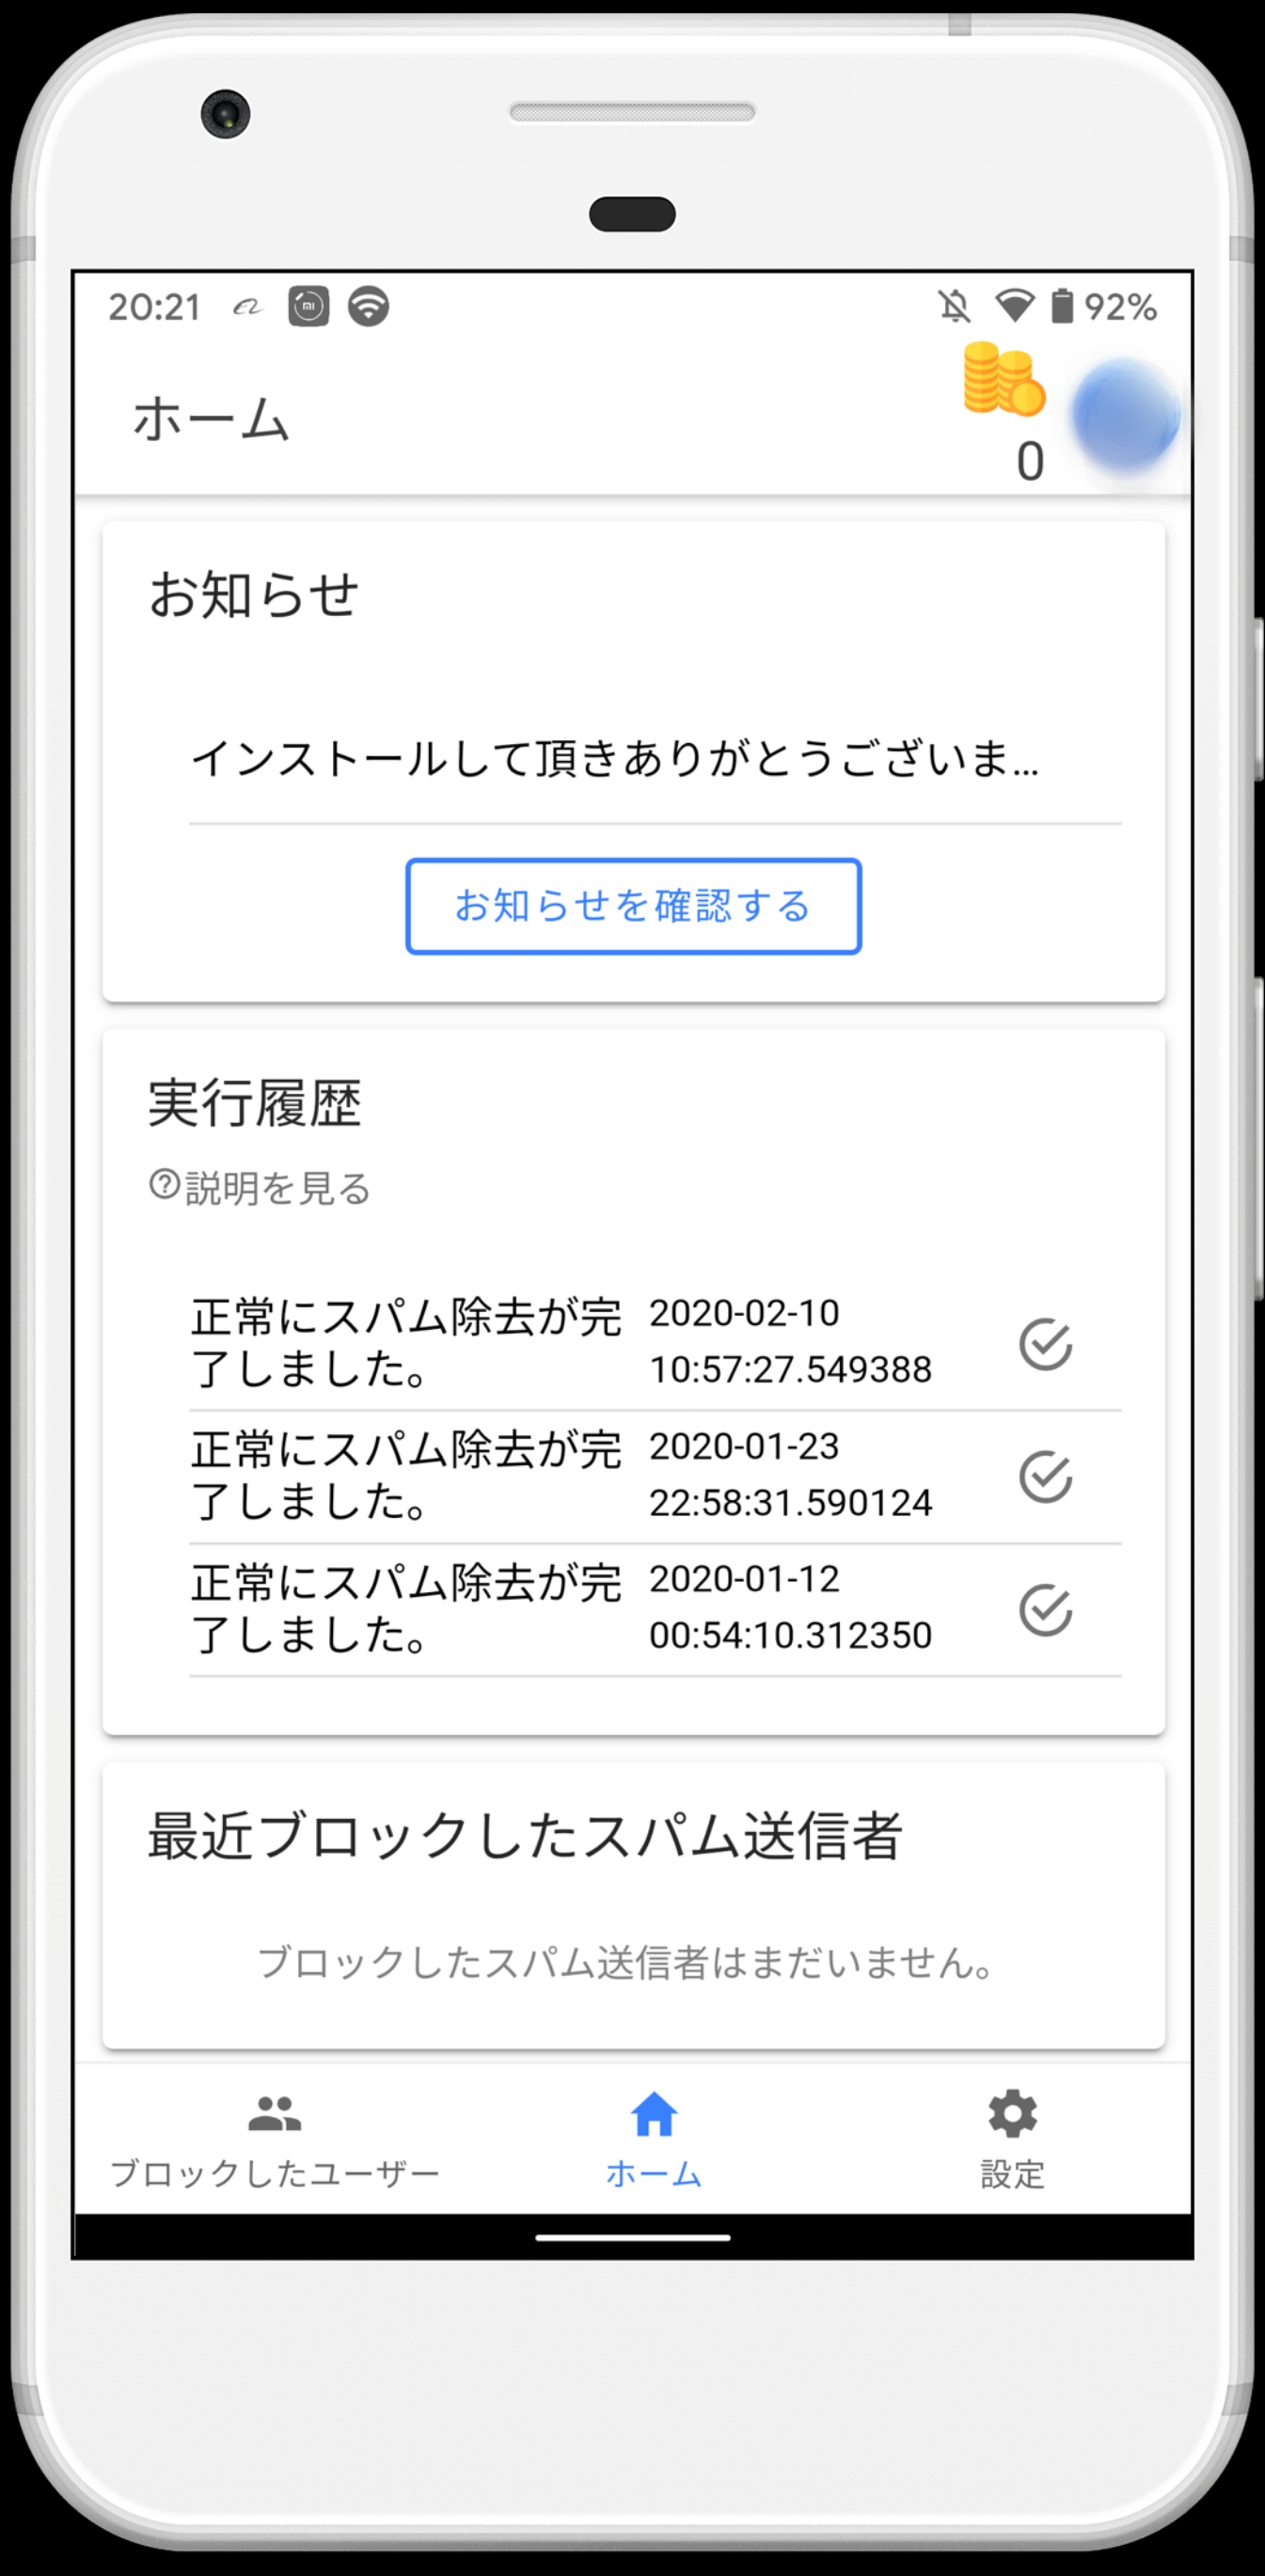 20:21
92%
ホーム
0
お知らせ
インストールして頂きありがとうございま...
お知らせを確認する
実行履歴
説明を見る
正常にスパム除去が完
了しました。
2020-02-10
10:57:27.549388
正常にスパム除去が完
了しました。
2020-01-23
22:58:31.590124
正常にスパム除去が完
了しました。
2020-01-12
00:54:10.312350
最近ブロックしたスパム送信者
ブロックしたスパム送信者はまだいません。
ブロックしたユーザー
ホーム
設定